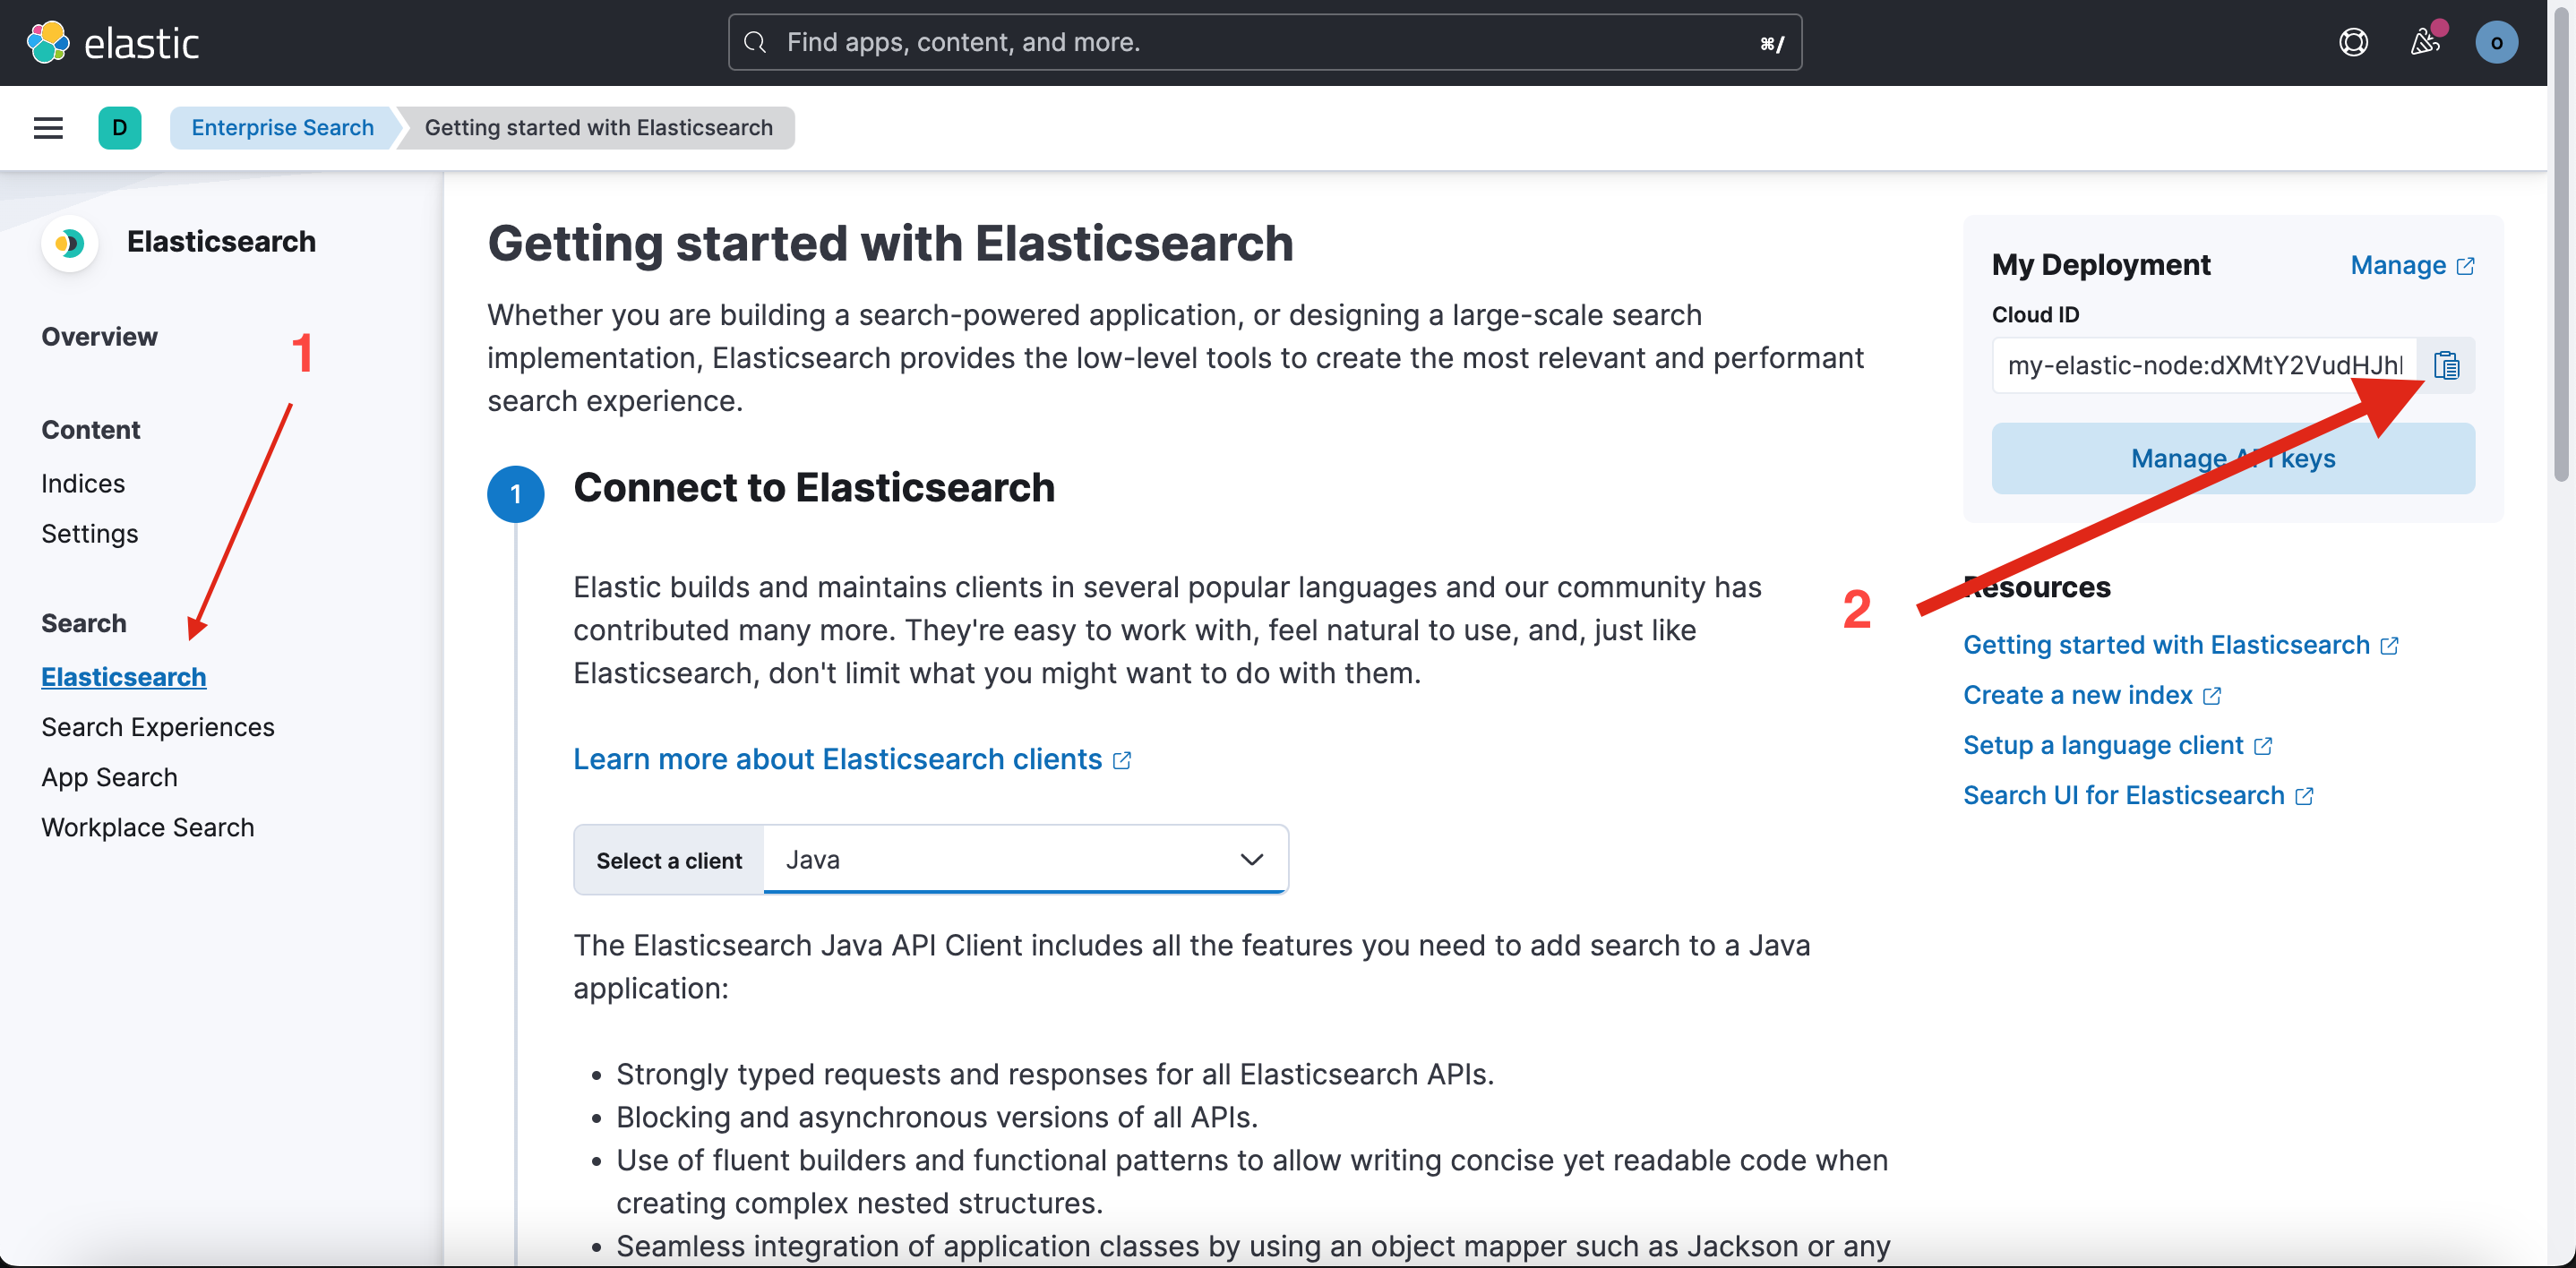 elastic
Find apps, content, and more.
⌘/
o
D
Enterprise Search
Getting started with Elasticsearch
Elasticsearch
Overview
1
Content
Indices
Settings
Search
Elasticsearch
Search Experiences
App Search
Workplace Search
Getting started with Elasticsearch
Whether you are building a search-powered application, or designing a large-scale search
implementation, Elasticsearch provides the low-level tools to create the most relevant and performant
search experience.
1
Connect to Elasticsearch
Elastic builds and maintains clients in several popular languages and our community has
contributed many more. They're easy to work with, feel natural to use, and, just like
Elasticsearch, don't limit what you might want to do with them.
Learn more about Elasticsearch clients
Select a client
Java
The Elasticsearch Java API Client includes all the features you need to add search to a Java
application:
• Strongly typed requests and responses for all Elasticsearch APIs.
• Blocking and asynchronous versions of all APIs.
• Use of fluent builders and functional patterns to allow writing concise yet readable code when
creating complex nested structures.
• Seamless integration of application classes by using an object mapper such as Jackson or any
My Deployment
Manage
Cloud ID
my-elastic-node:dXMtY2VudHJh
Manage API keys
2
Resources
Getting started with Elasticsearch
Create a new index
Setup a language client
Search UI for Elasticsearch